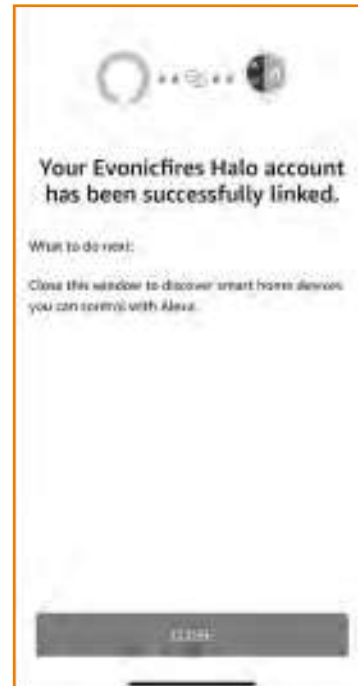 Your Evonicfires Halo account
has been successfully linked.
What to do next:
Close this window to discover smart home devices
you can control with Alexa.
CLOSE